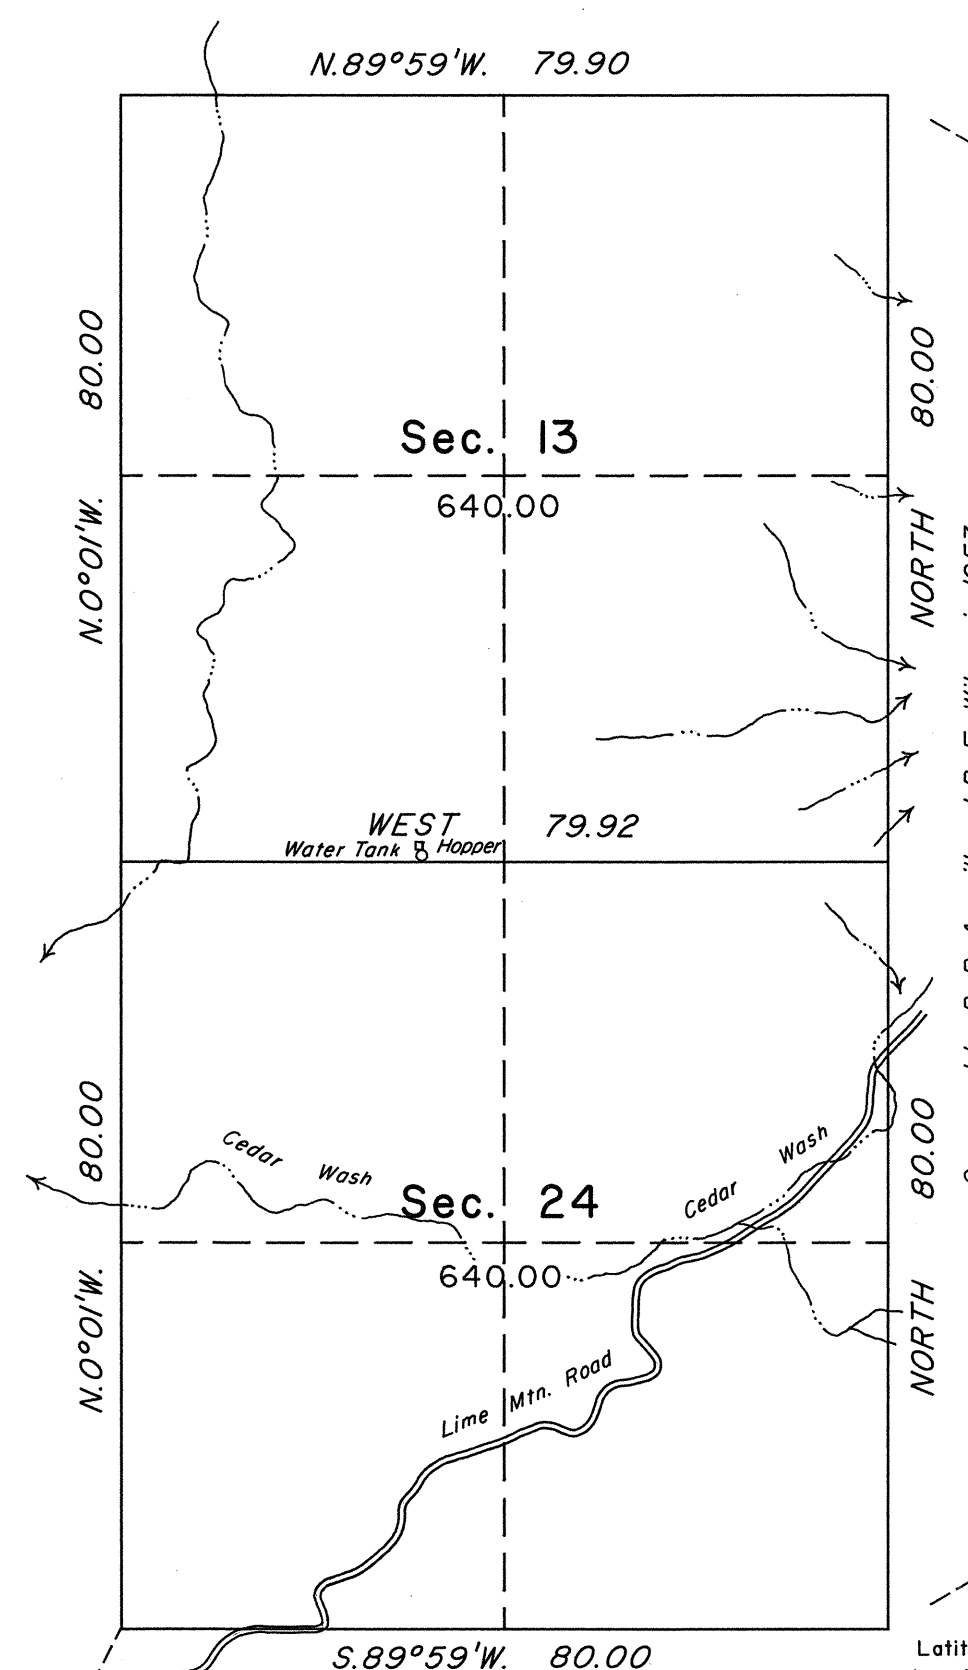 N.89°59'W. 79.90
80.00
80.00
Sec. 13
640.00
N.0°01'W.
NORTH
WEST 79.92
Water Tank Hopper
80.00
80.00
Cedar Wash
Cedar Wash
Sec. 24
640.00
N.0°01'W.
NORTH
Lime Mtn. Road
S.89°59'W. 80.00
Latit